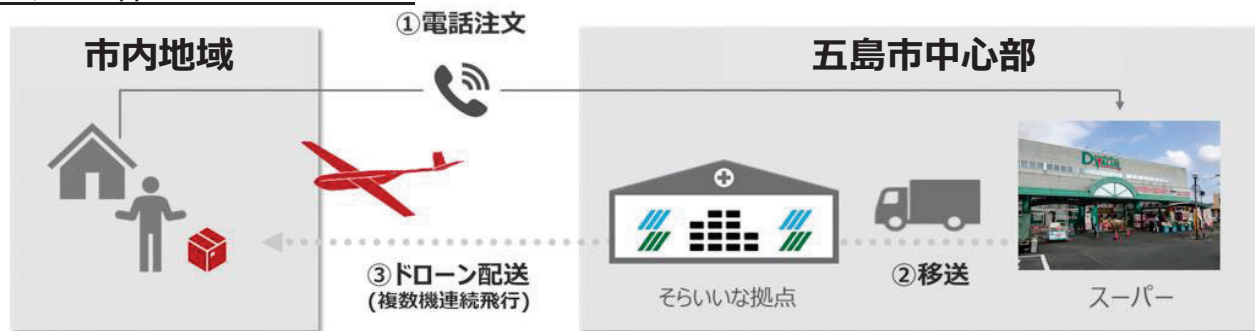 ①電話注文
市内地域
五島市中心部
③ドローン配送
(複数機連続飛行)
そらいいな拠点
②移送
スーパー